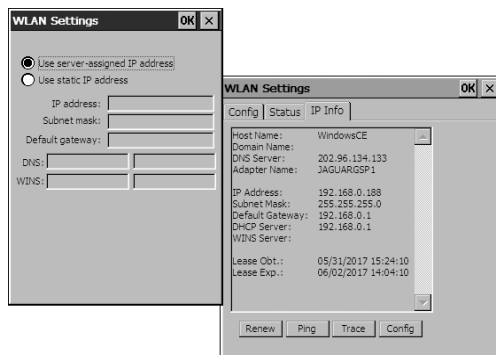 WLAN Settings OK ×
Use server-assigned IP address
Use static IP address
IP address:
Subnet mask:
Default gateway:
DNS:
WINS:
WLAN Settings OK ×
Config Status IP Info
Host Name: WindowsCE
Domain Name:
DNS Server: 202.96.134.133
Adapter Name: JAGUARGSP1
IP Address: 192.168.0.188
Subnet Mask: 255.255.255.0
Default Gateway: 192.168.0.1
DHCP Server: 192.168.0.1
WINS Server:
Lease Obt.: 05/31/2017 15:24:10
Lease Exp.: 06/02/2017 14:04:10
Renew Ping Trace Config